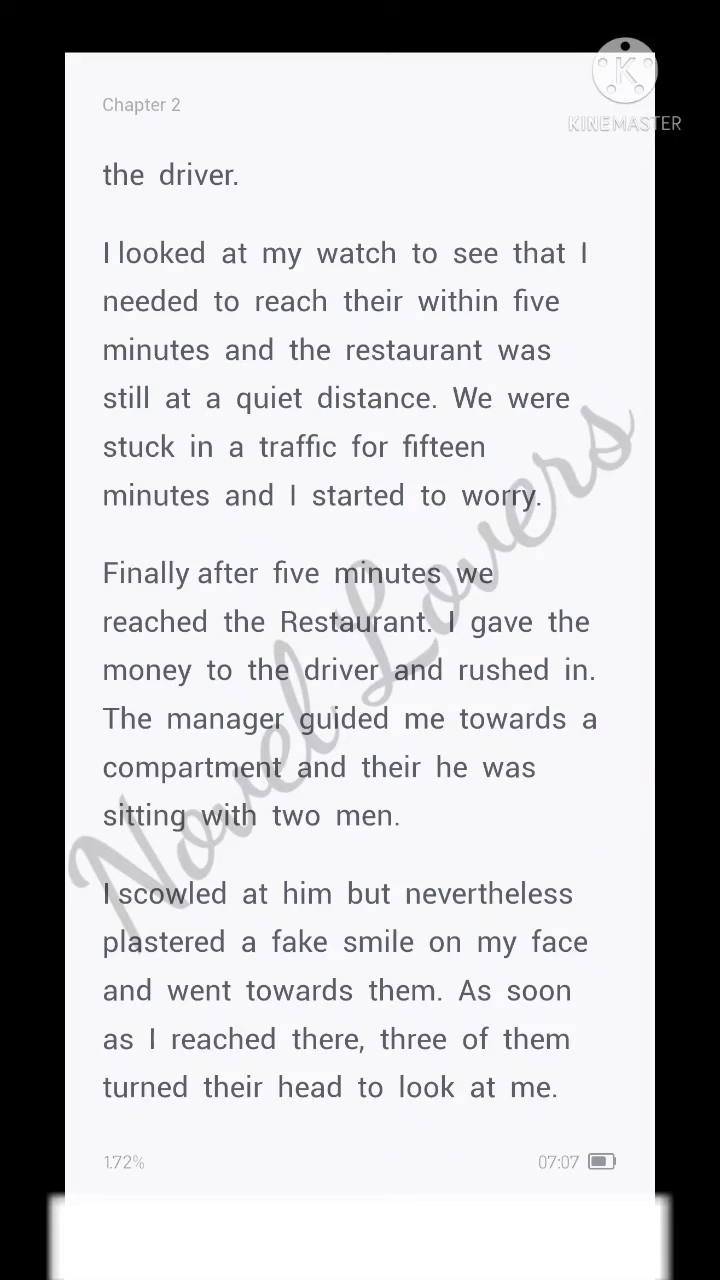 Chapter 2
KINEMASTER
the driver.
I looked at my watch to see that I
needed to reach their within five
minutes and the restaurant was
still at a quiet distance. We were
stuck in a traffic for fifteen
minutes and I started to worry.
Finally after five minutes we
reached the Restaurant. I gave the
money to the driver and rushed in.
The manager guided me towards a
compartment and their he was
sitting with two men.
I scowled at him but nevertheless
plastered a fake smile on my face
and went towards them. As soon
as I reached there, three of them
turned their head to look at me.
Novel Lovers
1.72%
07:07